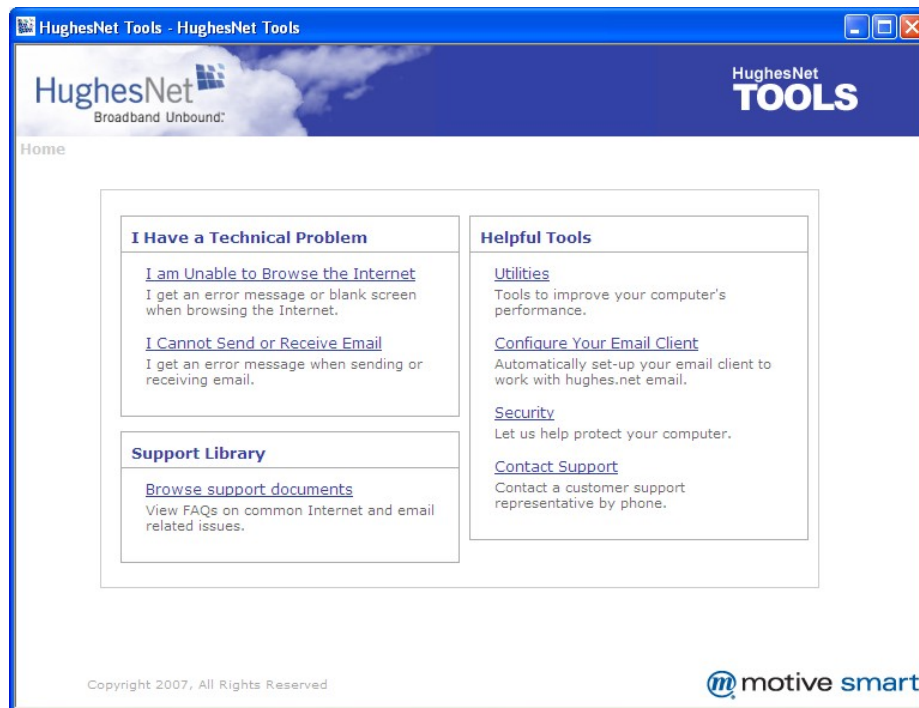 HughesNet Tools - HughesNet Tools
HughesNet
Broadband Unbound.
HughesNet
TOOLS
Home
I Have a Technical Problem
I am Unable to Browse the Internet
I get an error message or blank screen
when browsing the Internet.
I Cannot Send or Receive Email
I get an error message when sending or
receiving email.
Support Library
Browse support documents
View FAQs on common Internet and email
related issues.
Helpful Tools
Utilities
Tools to improve your computer's
performance.
Configure Your Email Client
Automatically set-up your email client to
work with hughes.net email.
Security
Let us help protect your computer.
Contact Support
Contact a customer support
representative by phone.
Copyright 2007, All Rights Reserved
m motive smart